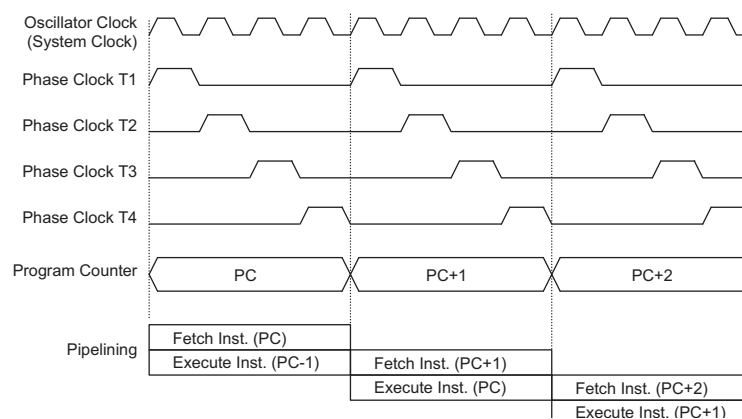 Oscillator Clock
(System Clock)
Phase Clock T1
Phase Clock T2
Phase Clock T3
Phase Clock T4
Program Counter
PC
PC+1
PC+2
Pipelining
Fetch Inst. (PC)
Execute Inst. (PC-1)
Fetch Inst. (PC+1)
Execute Inst. (PC)
Fetch Inst. (PC+2)
Execute Inst. (PC+1)